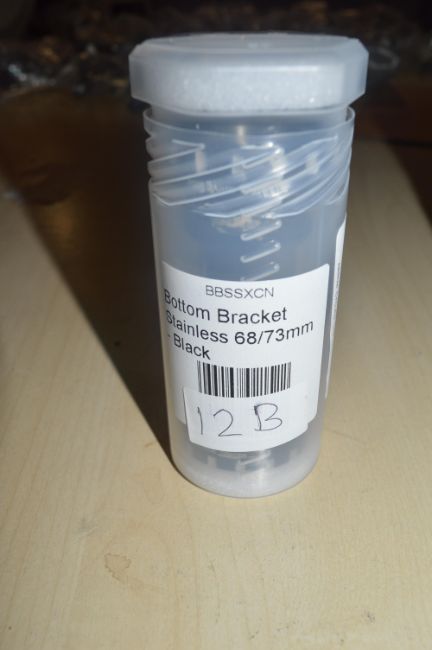 BBSSXCN
Bottom Bracket
Stainless 68/73mm
- Black
12B